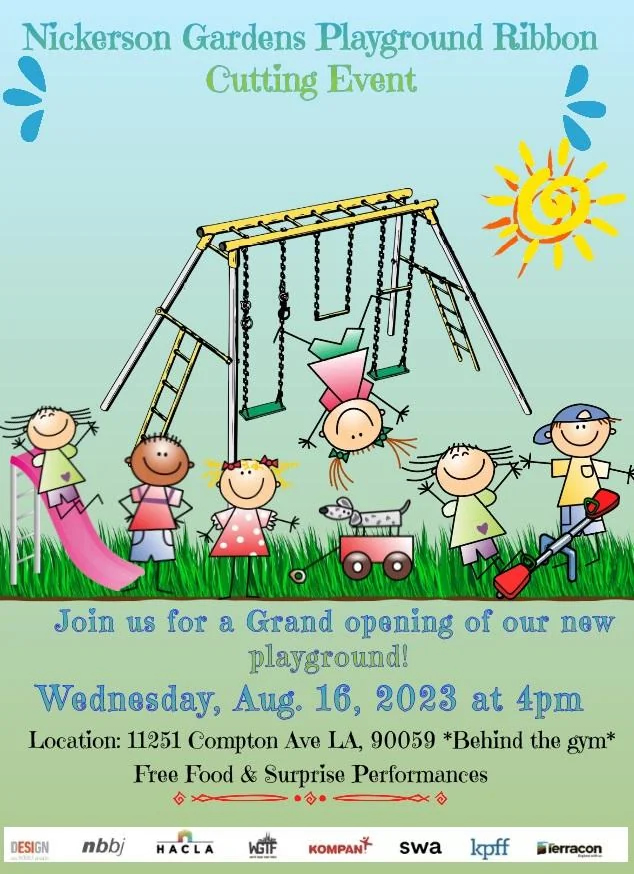 Nickerson Gardens Playground Ribbon
Cutting Event
Join us for a Grand opening of our new
playground!
Wednesday, Aug. 16, 2023 at 4pm
Location: 11251 Compton Ave LA, 90059 *Behind the gym*
Free Food & Surprise Performances
DESIGN nbbj HACLA WGTF KOMPAN swa kpff Terracon